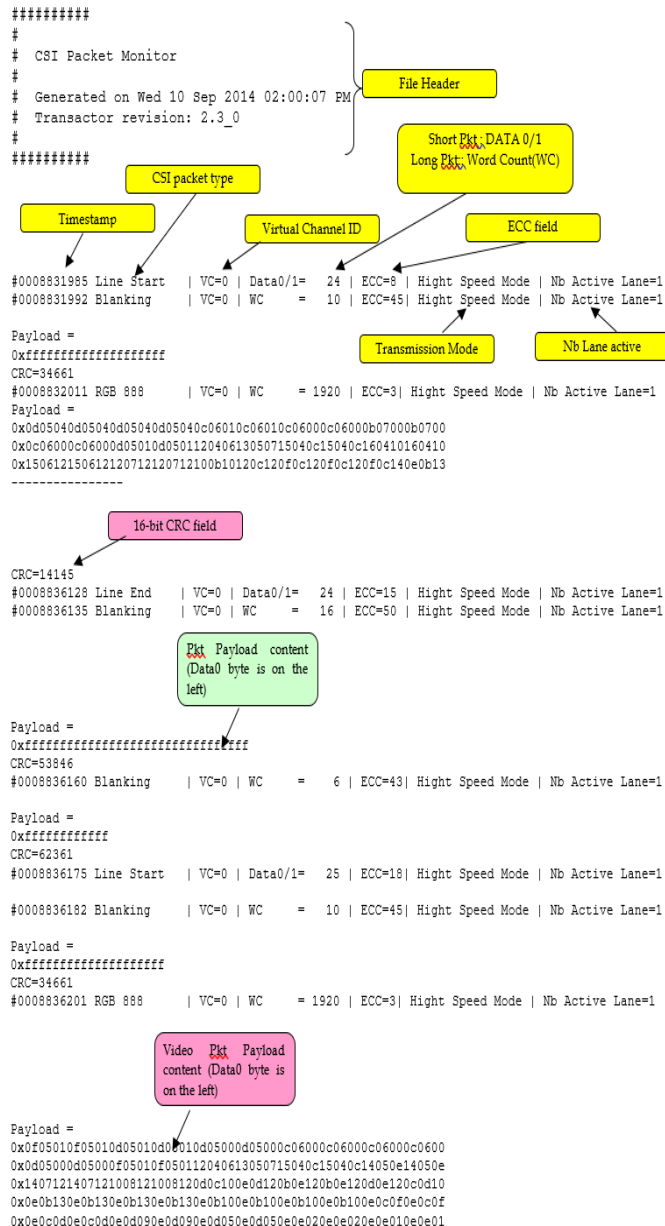 ##########
#
#  CSI Packet Monitor
#
#  Generated on Wed 10 Sep 2014 02:00:07 PM
#  Transactor revision: 2.3_0
#
##########
File Header
Short Pkt : DATA 0/1
Long Pkt: Word Count(WC)
CSI packet type
Timestamp
Virtual Channel ID
ECC field
#0008831985 Line Start   | VC=0 | Data0/1=   24 | ECC=8 | Hight Speed Mode | Nb Active Lane=1
#0008831992 Blanking     | VC=0 | WC     =   10 | ECC=45| Hight Speed Mode | Nb Active Lane=1
Transmission Mode
Nb Lane active
Payload =
0xffffffffffffffffffff
CRC=34661
#0008832011 RGB 888      | VC=0 | WC     = 1920 | ECC=3| Hight Speed Mode | Nb Active Lane=1
Payload =
0x0d05040d05040d05040d05040c06010c06010c06000c06000b07000b0700
0x0c06000c06000d05010d050112040613050715040c15040c160410160410
0x150612150612120712120712100b10120c120f0c120f0c120f0c140e0b13
----------------
16-bit CRC field
CRC=14145
#0008836128 Line End     | VC=0 | Data0/1=   24 | ECC=15 | Hight Speed Mode | Nb Active Lane=1
#0008836135 Blanking     | VC=0 | WC     =   16 | ECC=50 | Hight Speed Mode | Nb Active Lane=1
Pkt Payload content
(Data0 byte is on the
left)
Payload =
0xffffffffffffffffffffffffffffffff
CRC=53846
#0008836160 Blanking     | VC=0 | WC     =    6 | ECC=43| Hight Speed Mode | Nb Active Lane=1
Payload =
0xffffffffffff
CRC=62361
#0008836175 Line Start   | VC=0 | Data0/1=   25 | ECC=18| Hight Speed Mode | Nb Active Lane=1
#0008836182 Blanking     | VC=0 | WC     =   10 | ECC=45| Hight Speed Mode | Nb Active Lane=1
Payload =
0xffffffffffffffffffff
CRC=34661
#0008836201 RGB 888      | VC=0 | WC     = 1920 | ECC=3| Hight Speed Mode | Nb Active Lane=1
Video Pkt Payload
content (Data0 byte is
on the left)
Payload =
0x0f05010f05010d05010d05010d05000d05000c06000c06000c06000c0600
0x0d05000d05000f05010f050112040613050715040c15040c14050e14050e
0x140712140712100812100812 0d0c100e0d120b0e120b0e120d0e120c0d10
0x0e0b130e0b130e0b130e0b130e0b100e0b100e0b100e0b100e0c0f0e0c0f
0x0e0c0d0e0c0d0e0d090e0d090e0d050e0d050e0e020e0e020e0e010e0e01